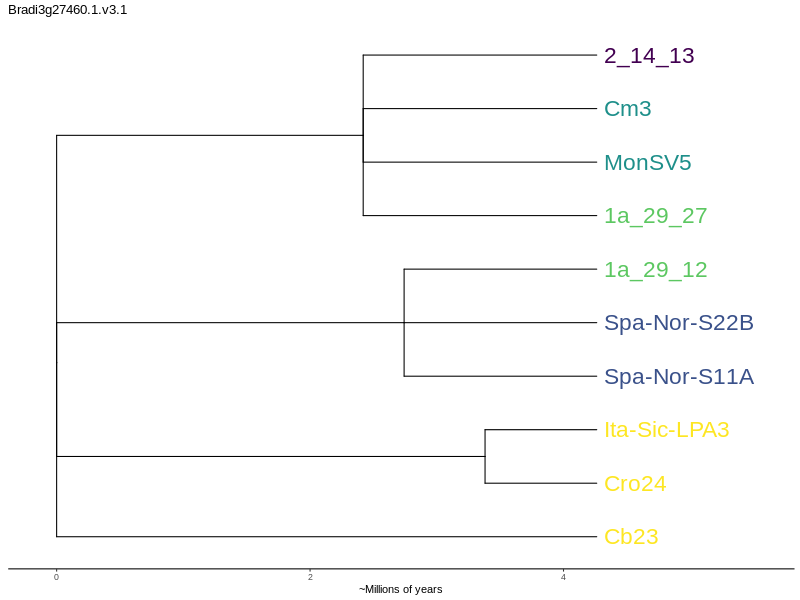 Bradi3g27460.1.v3.1
2_14_13
Cm3
MonSV5
1a_29_27
1a_29_12
Spa-Nor-S22B
Spa-Nor-S11A
Ita-Sic-LPA3
Cro24
Cb23
0 2 4
~Millions of years